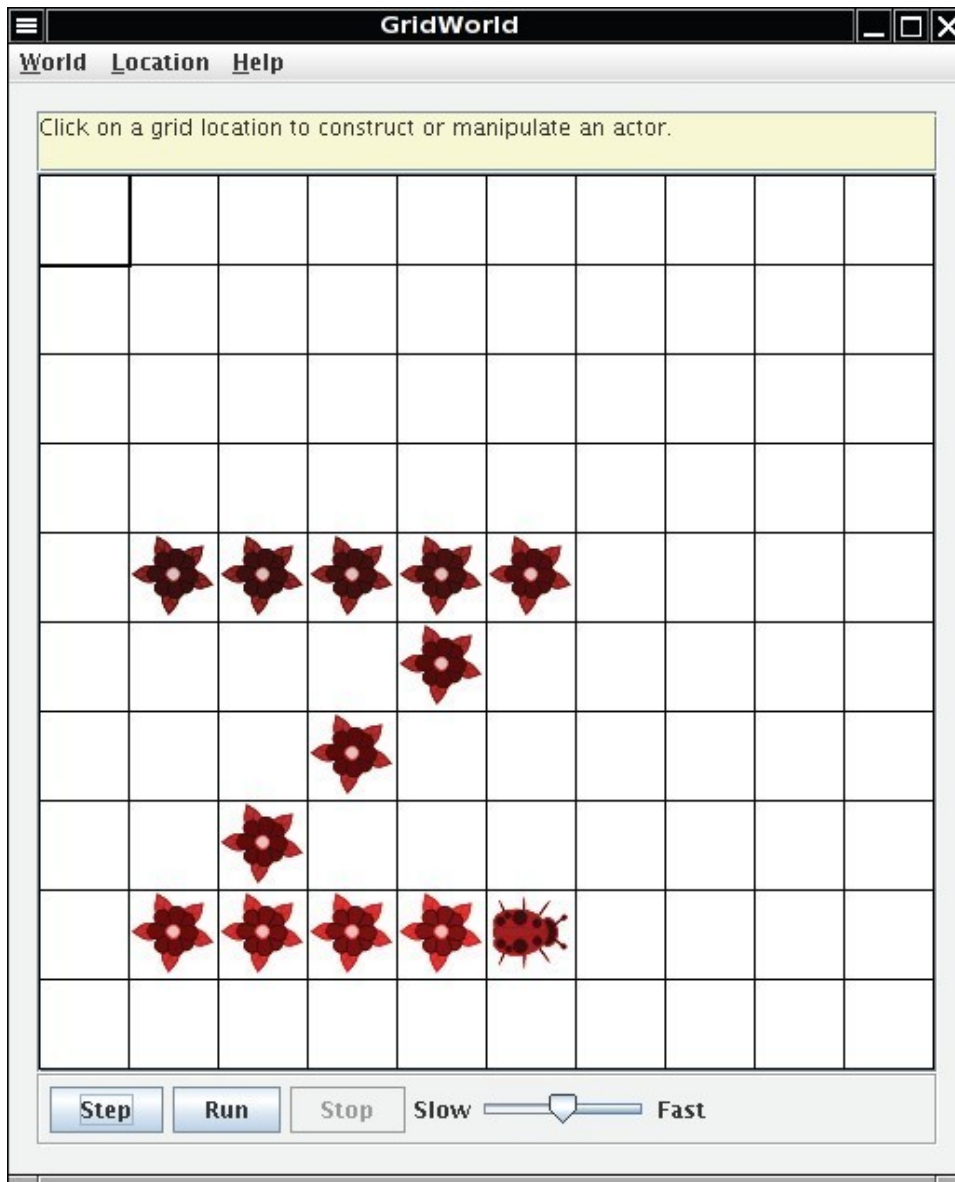 GridWorld
World Location Help
Click on a grid location to construct or manipulate an actor.
Step Run Stop Slow Fast